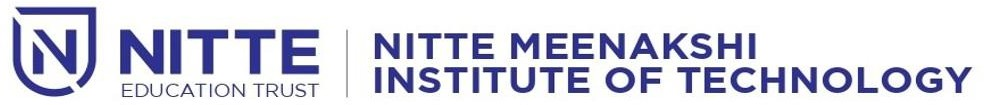 N NITTE
EDUCATION TRUST
NITTE MEENAKSHI
INSTITUTE OF TECHNOLOGY